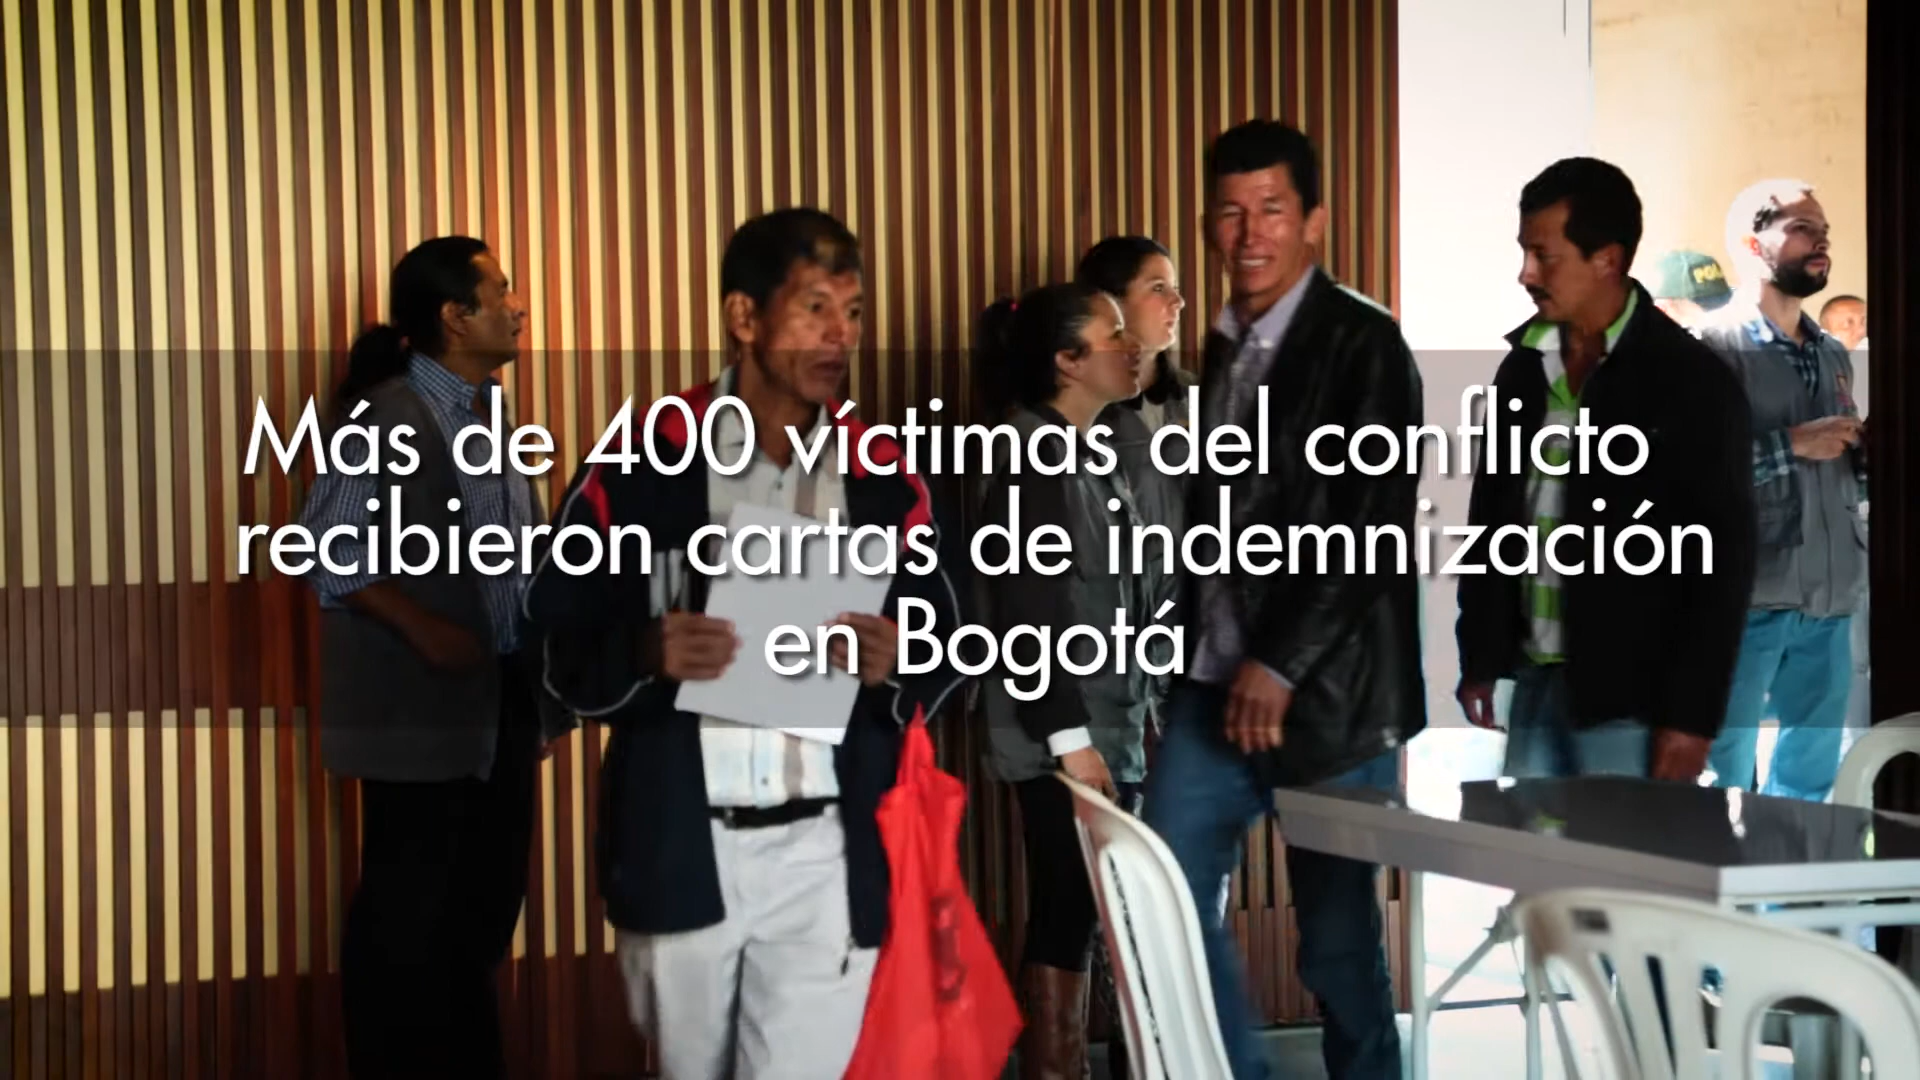 Más de 400 víctimas del conflicto
recibieron cartas de indemnización
en Bogotá